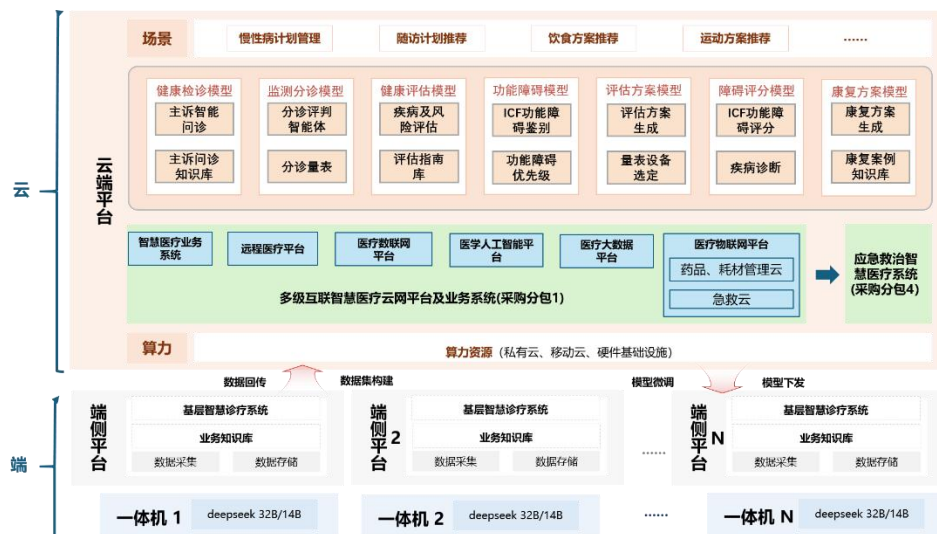 场景
慢性病计划管理
随访计划推荐
饮食方案推荐
运动方案推荐
......
云
云端平台
健康检诊模型
主诉智能
问诊
主诉问诊
知识库
监测分诊模型
分诊评判
智能体
分诊量表
健康评估模型
疾病及风
险评估
评估指南
库
功能障碍模型
ICF功能障
碍鉴别
功能障碍
优先级
评估方案模型
评估方案
生成
量表设备
选定
障碍评分模型
ICF功能障
碍评分
疾病诊断
康复方案模型
康复方案
生成
康复案例
知识库
智慧医疗业务
系统
远程医疗平台
医疗数联网
平台
医学人工智能平
台
医疗大数据
平台
医疗物联网平台
药品、耗材管理云
急救云
多级互联智慧医疗云网平台及业务系统(采购分包1)
应急救治智
慧医疗系统
(采购分包4)
算力
算力资源（私有云、移动云、硬件基础设施）
数据回传
数据集构建
模型微调
模型下发
端
端侧平台
基层智慧诊疗系统
业务知识库
数据采集
数据存储
端侧平台 2
基层智慧诊疗系统
业务知识库
数据采集
数据存储
......
端侧平台 N
基层智慧诊疗系统
业务知识库
数据采集
数据存储
一体机 1
deepseek 32B/14B
一体机 2
deepseek 32B/14B
......
一体机 N
deepseek 32B/14B